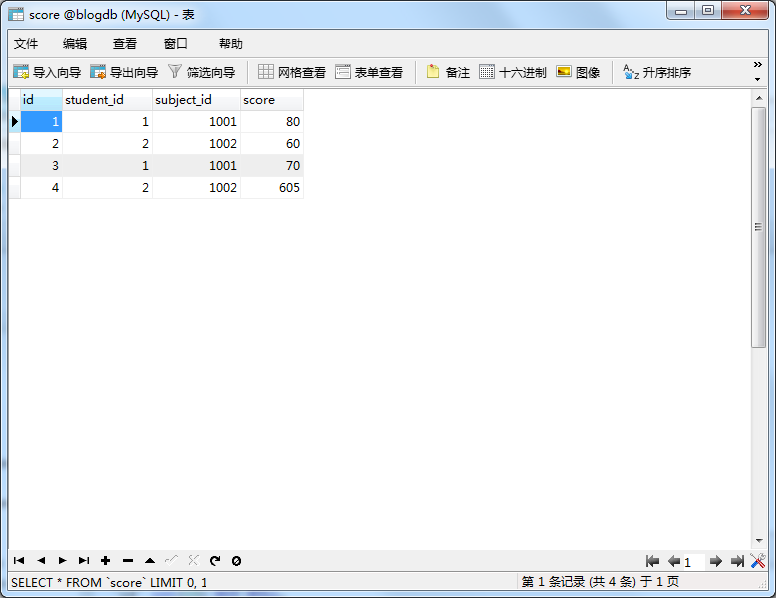 score @blogdb (MySQL) - 表
文件 编辑 查看 窗口 帮助
导入向导 导出向导 筛选向导 网格查看 表单查看 备注 十六进制 图像 升序排序
id student_id subject_id score
1 1 1001 80
2 2 1002 60
3 1 1001 70
4 2 1002 605
1
SELECT * FROM `score` LIMIT 0, 1 第 1 条记录 (共 4 条) 于 1 页